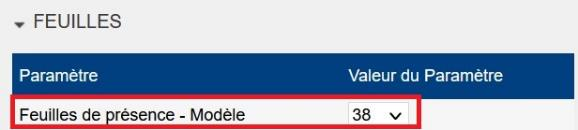 FEUILLES
Paramètre Valeur du Paramètre
Feuilles de présence - Modèle 38